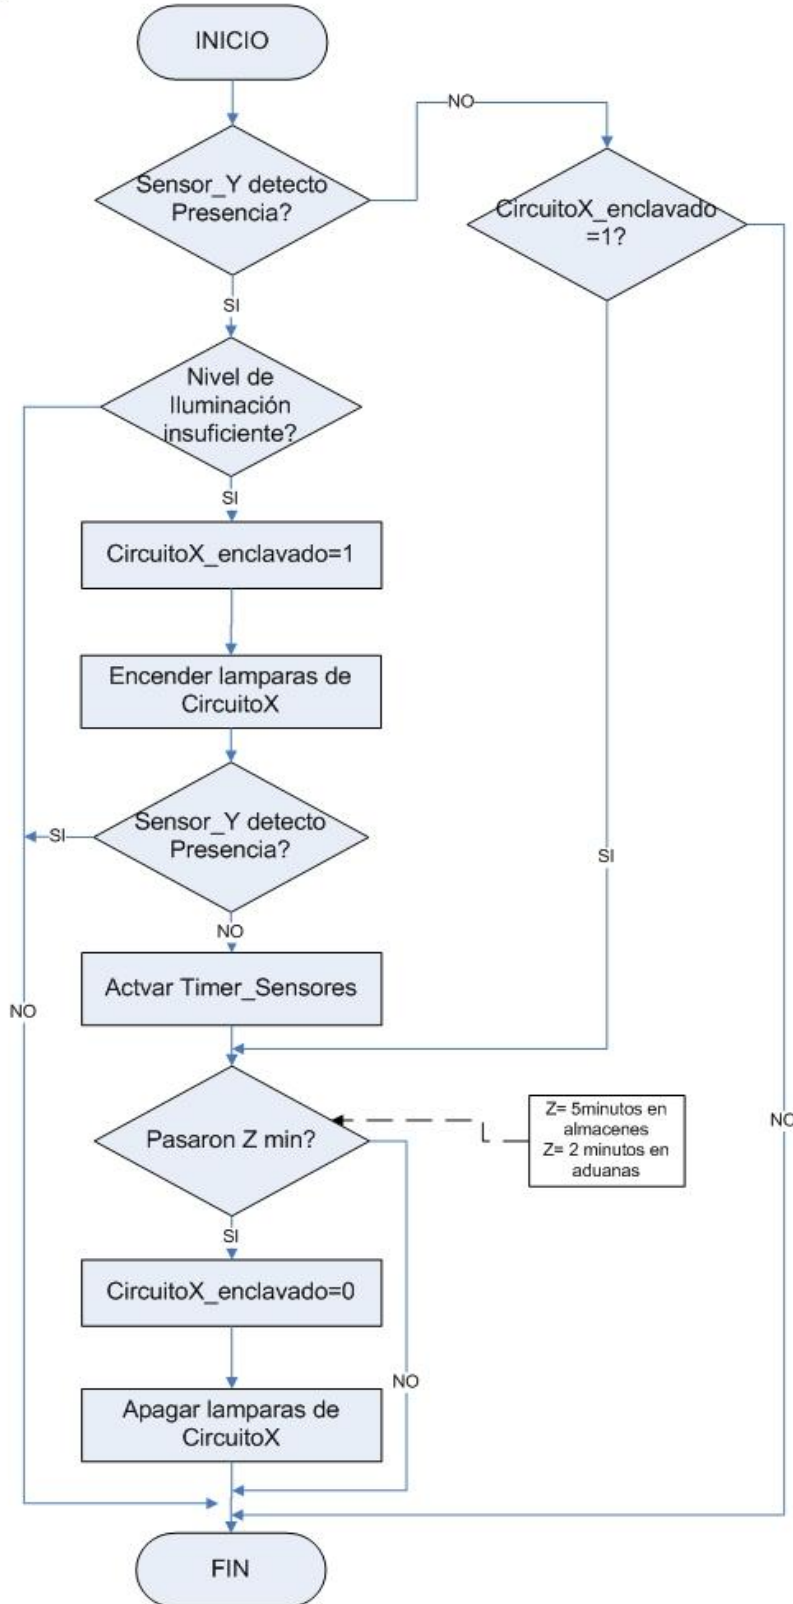 INICIO
NO
Sensor_Y detecto
Presencia?
CircuitoX_enclavado
=1?
SI
Nivel de
Iluminación
insuficiente?
SI
CircuitoX_enclavado=1
Encender lamparas de
CircuitoX
Sensor_Y detecto
Presencia?
SI
SI
NO
Actvar Timer_Sensores
NO
Pasaron Z min?
Z= 5minutos en
almacenes
Z= 2 minutos en
aduanas
NO
SI
CircuitoX_enclavado=0
NO
Apagar lamparas de
CircuitoX
FIN